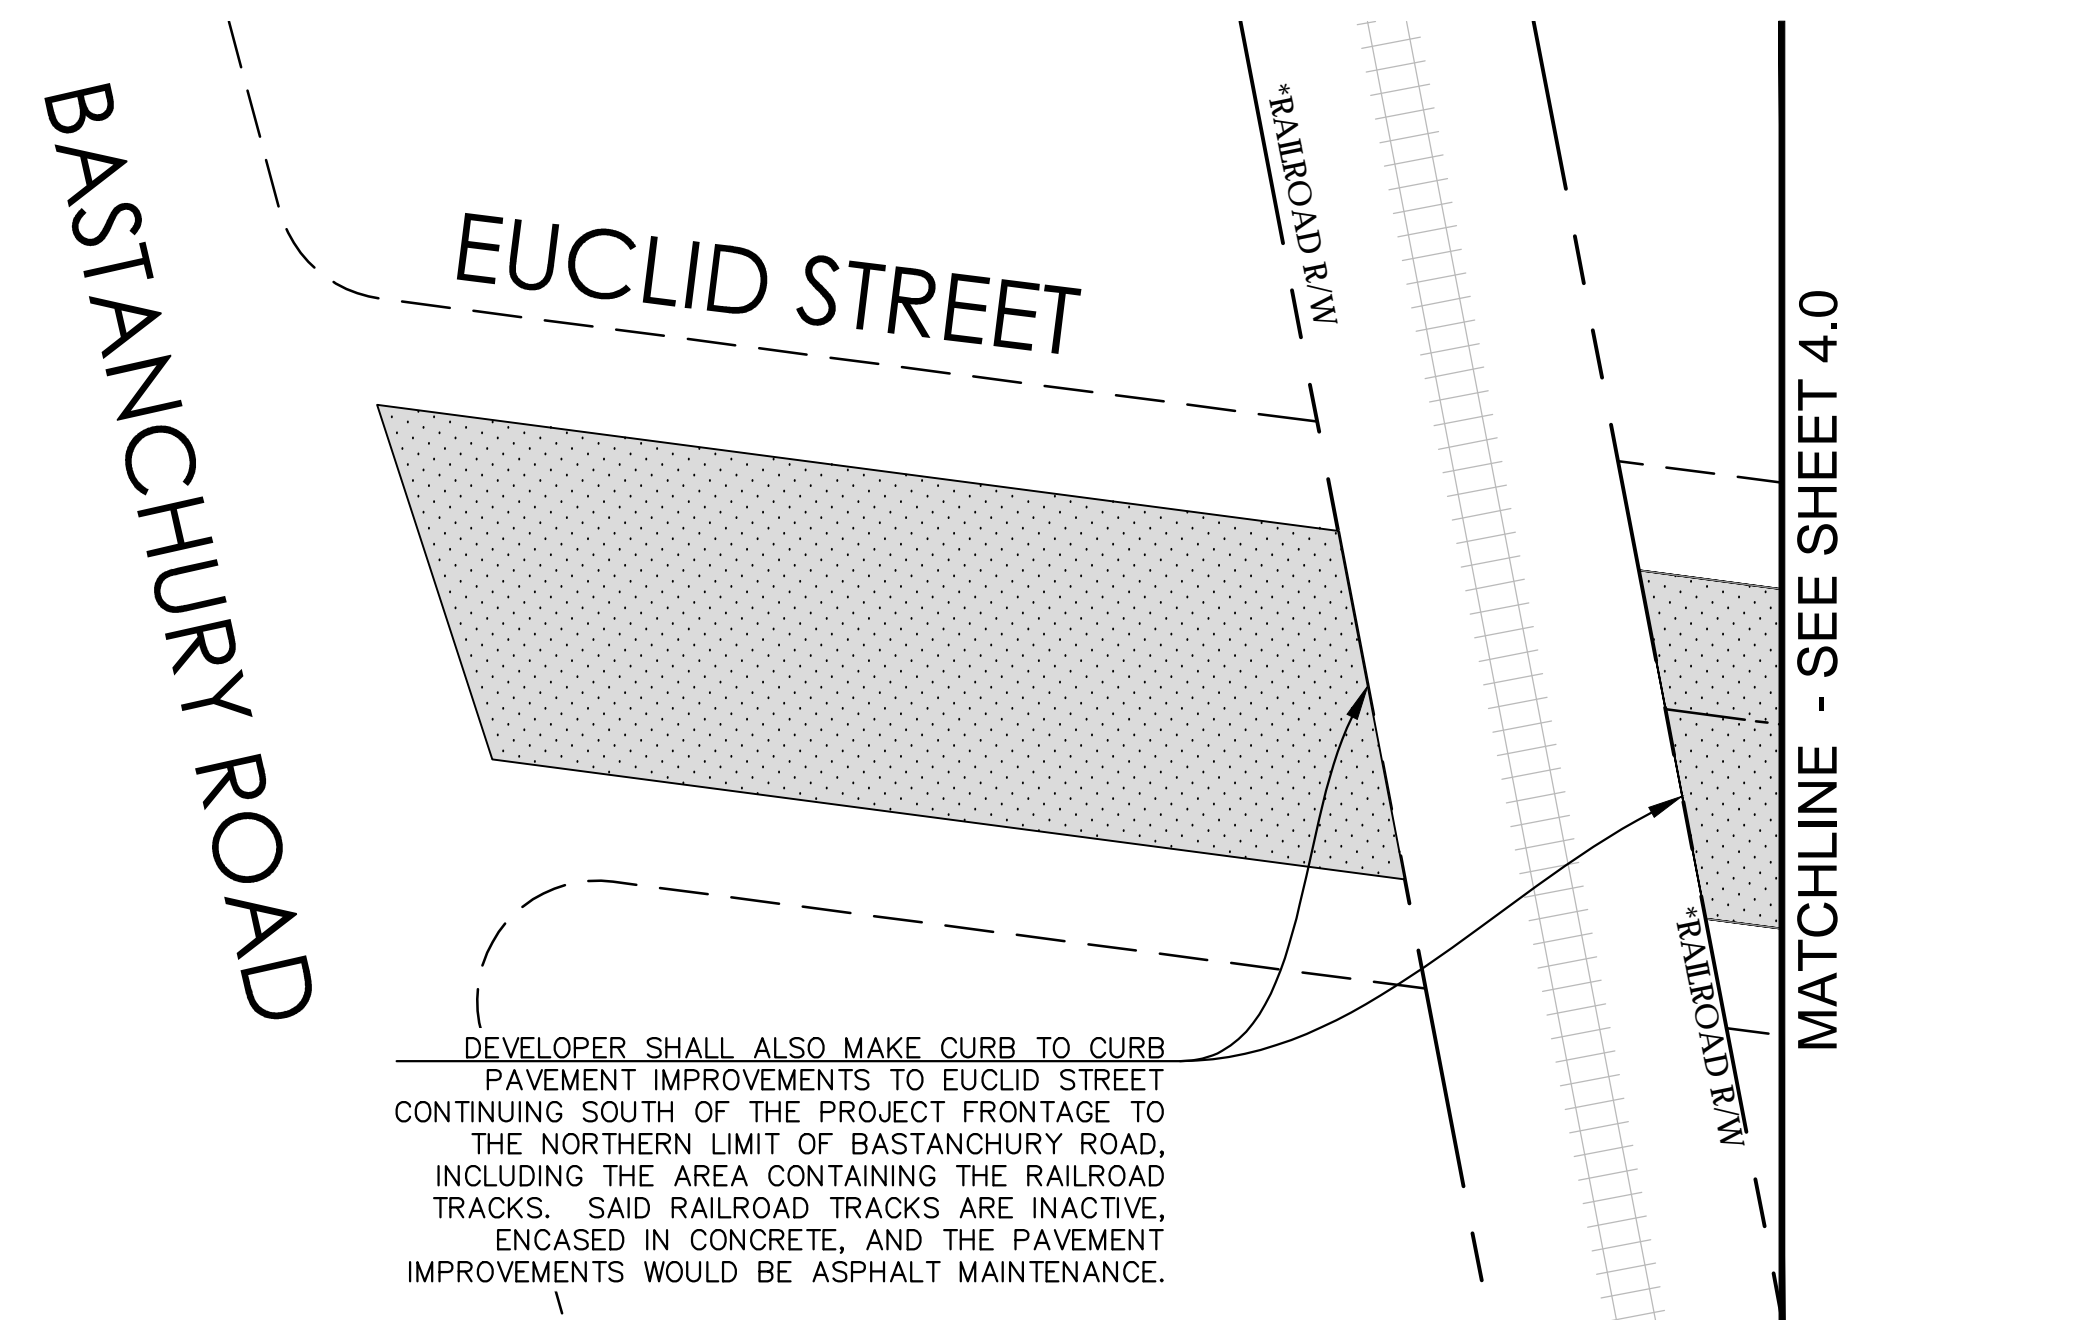 BASTANCHURY ROAD
EUCLID STREET
*RAILROAD R/W
*RAILROAD R/W
MATCHLINE - SEE SHEET 4.0
DEVELOPER SHALL ALSO MAKE CURB TO CURB
PAVEMENT IMPROVEMENTS TO EUCLID STREET
CONTINUING SOUTH OF THE PROJECT FRONTAGE TO
THE NORTHERN LIMIT OF BASTANCHURY ROAD,
INCLUDING THE AREA CONTAINING THE RAILROAD
TRACKS. SAID RAILROAD TRACKS ARE INACTIVE,
ENCASED IN CONCRETE, AND THE PAVEMENT
IMPROVEMENTS WOULD BE ASPHALT MAINTENANCE.